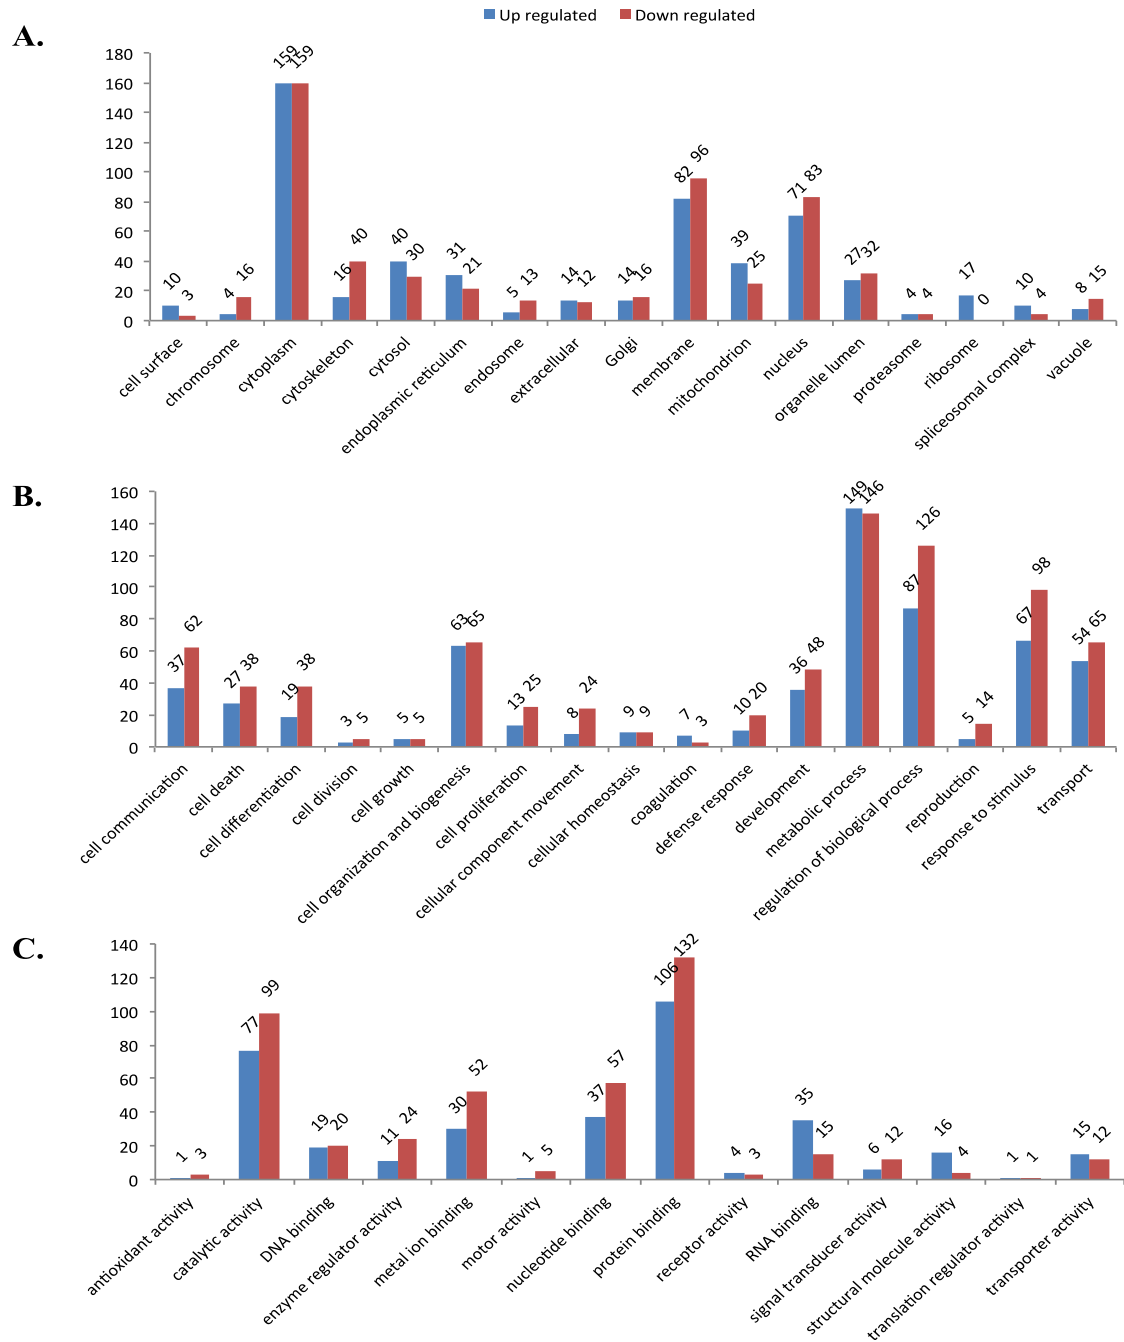 Up regulated Down regulated
A.
180
160
140
120
100
80
60
40
20
0
10 3 4 16 159 159 16 40 40 30 31 21 5 13 14 12 14 16 82 96 39 25 71 83 27 32 4 4 17 0 10 4 8 15
cell surface
chromosome
cytoplasm
cytoskeleton
cytosol
endoplasmic reticulum
endosome
extracellular
Golgi
membrane
mitochondrion
nucleus
organelle lumen
proteasome
ribosome
spliceosomal complex
vacuole
B.
160
140
120
100
80
60
40
20
0
37 62 27 38 19 38 3 5 5 5 63 65 13 25 8 24 9 9 7 3 10 20 36 48 149 146 87 126 5 14 67 98 54 65
cell communication
cell death
cell differentiation
cell division
cell growth
cell organization and biogenesis
cell proliferation
cellular component movement
cellular homestasis
coagulation
defense response
development
metabolic process
regulation of biological process
reproduction
response to stimulus
transport
C.
140
120
100
80
60
40
20
0
1 3 77 99 19 20 11 24 30 52 1 5 37 57 106 132 4 3 35 15 6 12 16 4 1 1 15 12
antioxidant activity
catalytic activity
DNA binding
enzyme regulator activity
metal ion binding
motor activity
nucleotide binding
protein binding
receptor activity
RNA binding
signal transducer activity
structural molecule activity
translation regulator activity
transporter activity